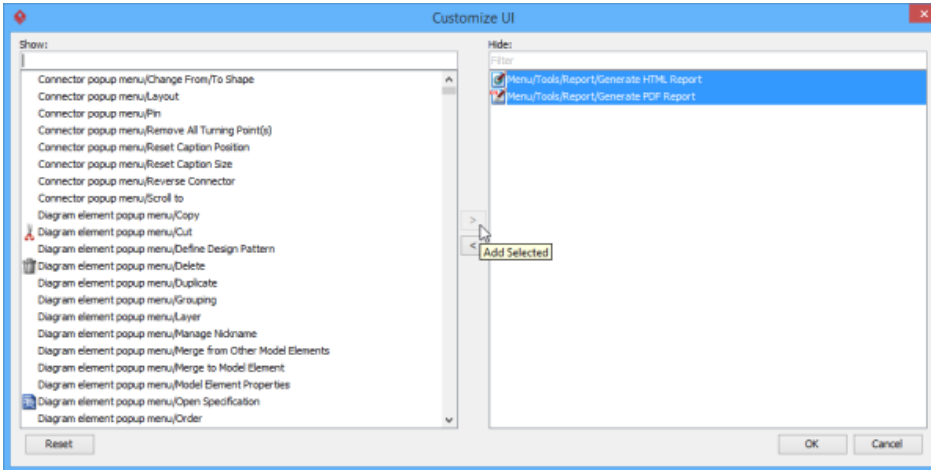 Customize UI
Show:
Hide:
Filter
Connector popup menu/Change From/To Shape
Connector popup menu/Layout
Connector popup menu/Pin
Connector popup menu/Remove All Turning Point(s)
Connector popup menu/Reset Caption Position
Connector popup menu/Reset Caption Size
Connector popup menu/Reverse Connector
Connector popup menu/Scroll to
Diagram element popup menu/Copy
Diagram element popup menu/Cut
Diagram element popup menu/Define Design Pattern
Diagram element popup menu/Delete
Diagram element popup menu/Duplicate
Diagram element popup menu/Grouping
Diagram element popup menu/Layer
Diagram element popup menu/Manage Nickname
Diagram element popup menu/Merge from Other Model Elements
Diagram element popup menu/Merge to Model Element
Diagram element popup menu/Model Element Properties
Diagram element popup menu/Open Specification
Diagram element popup menu/Order
>
<
Add Selected
Menu/Tools/Report/Generate HTML Report
Menu/Tools/Report/Generate PDF Report
Reset
OK
Cancel